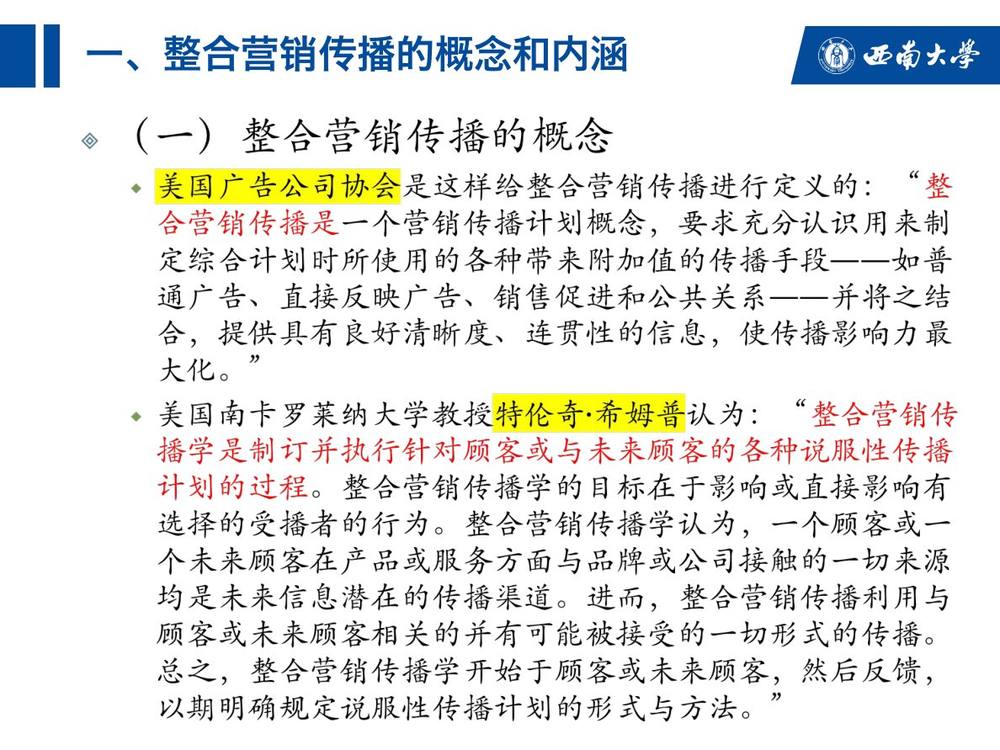 一、整合营销传播的概念和内涵
西南大学
（一）整合营销传播的概念
美国广告公司协会是这样给整合营销传播进行定义的：“整
合营销传播是一个营销传播计划概念，要求充分认识用来制
定综合计划时所使用的各种带来附加值的传播手段——如普
通广告、直接反映广告、销售促进和公共关系——并将之结
合，提供具有良好清晰度、连贯性的信息，使传播影响力最
大化。”
美国南卡罗莱纳大学教授特伦奇·希姆普认为：“整合营销传
播学是制订并执行针对顾客或与未来顾客的各种说服性传播
计划的过程。整合营销传播学的目标在于影响或直接影响有
选择的受播者的行为。整合营销传播学认为，一个顾客或一
个未来顾客在产品或服务方面与品牌或公司接触的一切来源
均是未来信息潜在的传播渠道。进而，整合营销传播利用与
顾客或未来顾客相关的并有可能被接受的一切形式的传播。
总之，整合营销传播学开始于顾客或未来顾客，然后反馈，
以期明确规定说服性传播计划的形式与方法。”